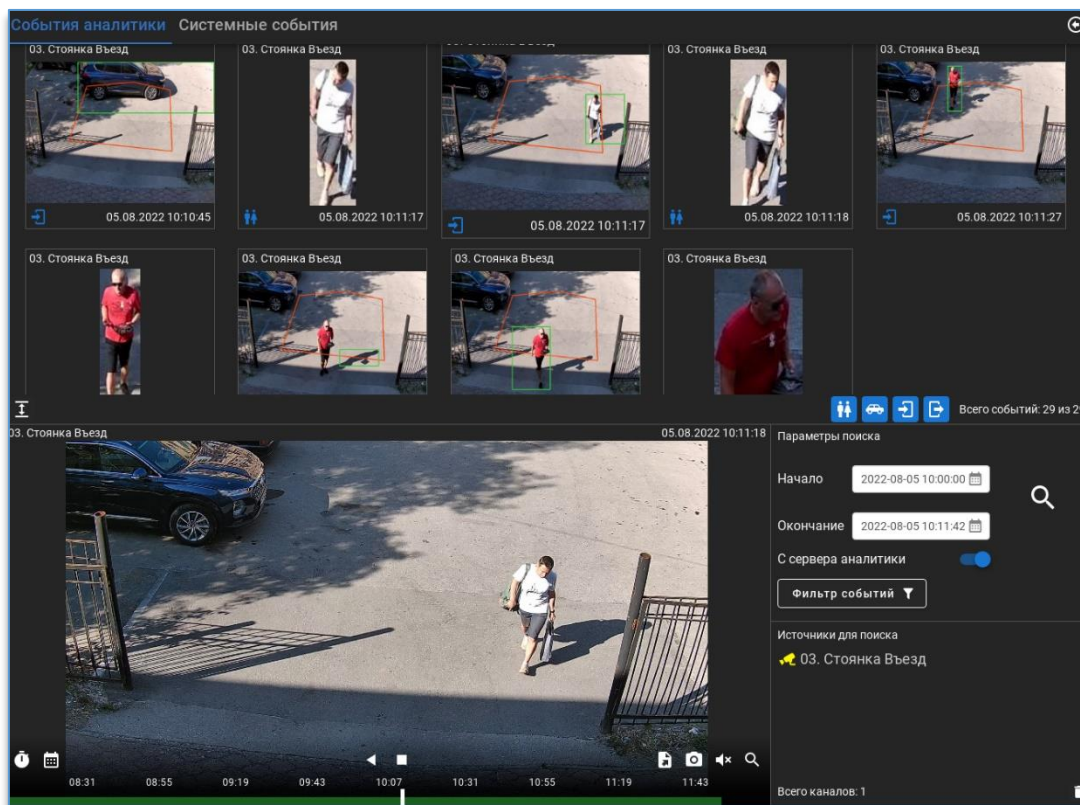 События аналитики Системные события
03. Стоянка Въезд 03. Стоянка Въезд 03. Стоянка Въезд 03. Стоянка Въезд 03. Стоянка Въезд
05.08.2022 10:10:45 05.08.2022 10:11:17 05.08.2022 10:11:17 05.08.2022 10:11:18 05.08.2022 10:11:27
03. Стоянка Въезд 03. Стоянка Въезд 03. Стоянка Въезд 03. Стоянка Въезд
Всего событий: 29 из
03. Стоянка Въезд 05.08.2022 10:11:18
Параметры поиска
Начало 2022-08-05 10:00:00
Окончание 2022-08-05 10:11:42
С сервера аналитики
Фильтр событий
Источники для поиска
03. Стоянка Въезд
08:31 08:55 09:19 09:43 10:07 10:31 10:55 11:19 11:43
Всего каналов: 1